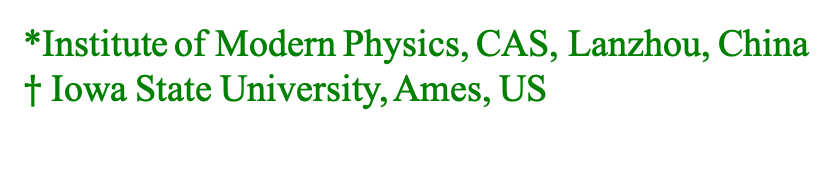 *Institute of Modern Physics, CAS, Lanzhou, China
† Iowa State University, Ames, US